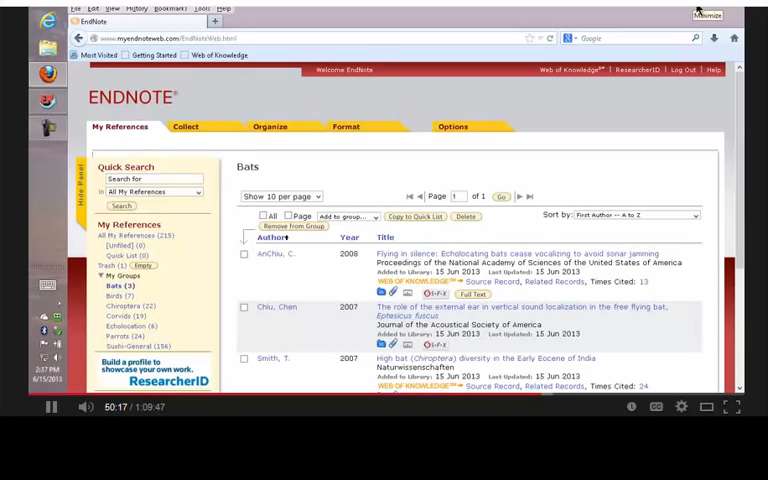 File Edit View History Bookmarks Tools Help
Minimize
EndNote
www.myendnoteweb.com/EndNoteWeb.html
Google
Most Visited Getting Started Web of Knowledge
Welcome EndNote Web of Knowledge℠ ResearcherID Log Out Help
ENDNOTE®
My References Collect Organize Format Options
Hide Panel
Quick Search
Search for
in All My References
Search
My References
All My References (215)
[Unfiled] (0)
Quick List (0)
Trash (1) Empty
▼ My Groups
Bats (3)
Birds (7)
Chiroptera (22)
Corvids (19)
Echolocation (6)
Parrots (24)
Sushi-General (156)
Build a profile to
showcase your own work.
ResearcherID
Bats
Show 10 per page Page 1 of 1 Go
All Page Add to group... Copy to Quick List Delete Sort by: First Author -- A to Z
Remove from Group
Author Year Title
AnChiu, C. 2008 Flying in silence: Echolocating bats cease vocalizing to avoid sonar jamming
Proceedings of the National Academy of Sciences of the United States of America
Added to Library: 15 Jun 2013 Last Updated: 15 Jun 2013
WEB OF KNOWLEDGE™ Source Record, Related Records, Times Cited: 13
S-F-X Full Text
Chiu, Chen 2007 The role of the external ear in vertical sound localization in the free flying bat,
Eptesicus fuscus
Journal of the Acoustical Society of America
Added to Library: 15 Jun 2013 Last Updated: 15 Jun 2013
S-F-X
Smith, T. 2007 High bat (Chiroptera) diversity in the Early Eocene of India
Naturwissenschaften
Added to Library: 15 Jun 2013 Last Updated: 15 Jun 2013
WEB OF KNOWLEDGE™ Source Record, Related Records, Times Cited: 24
2:37 PM
6/15/2013
50:17 / 1:09:47
CC